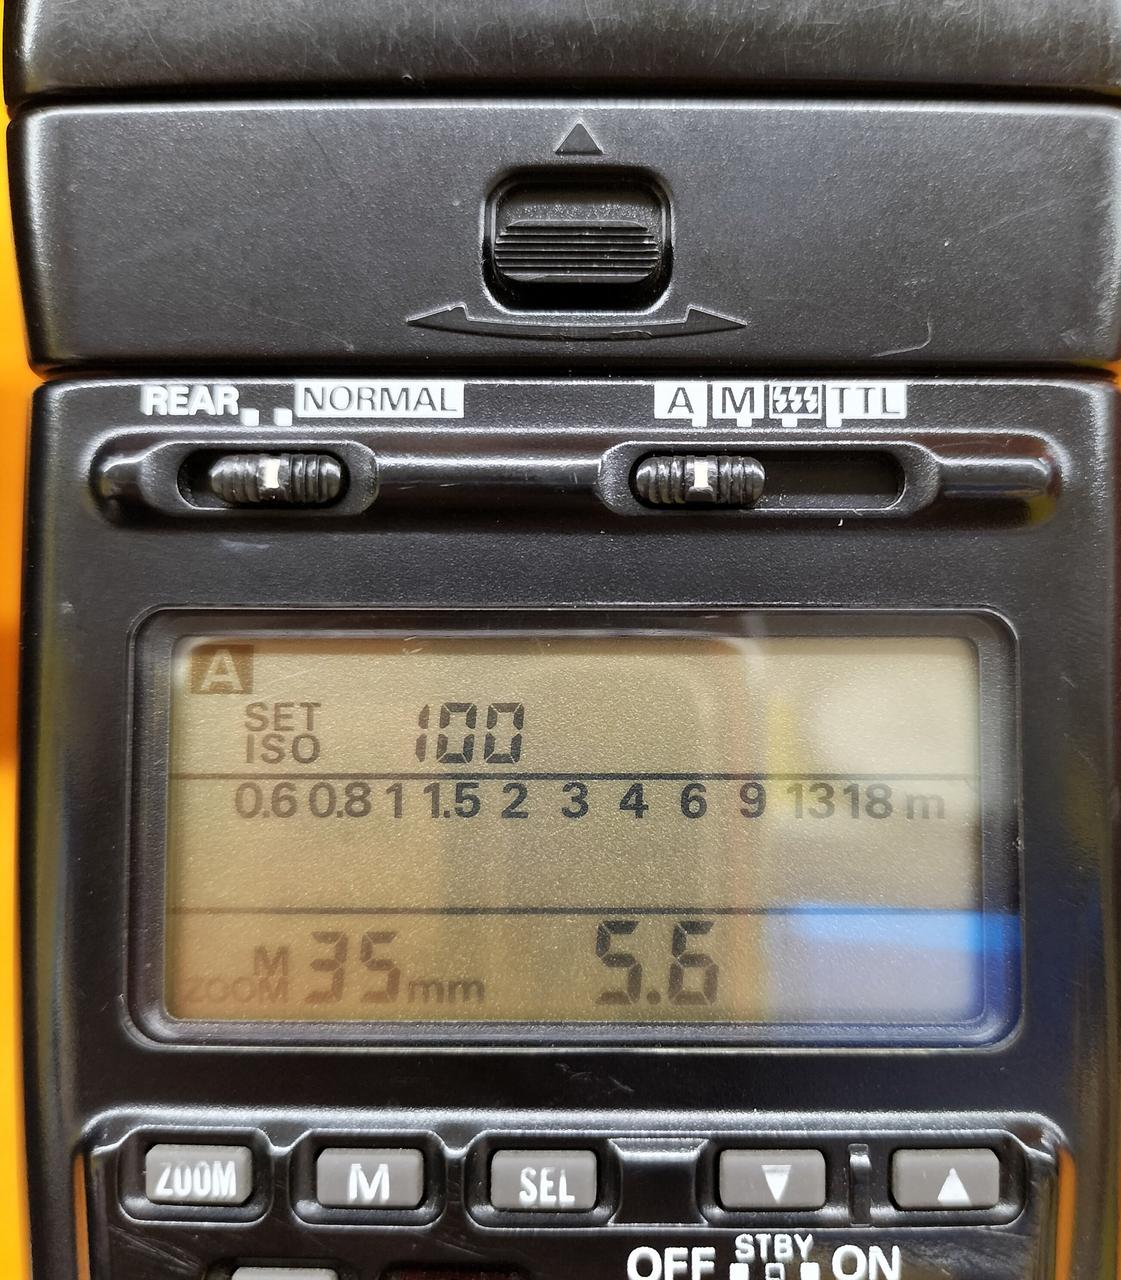 REAR NORMAL A M TTL
A
SET
ISO 100
0.6 0.8 1 1.5 2 3 4 6 9 13 18 m
M
ZOOM 35mm 5.6
ZOOM M SEL
OFF STBY ON